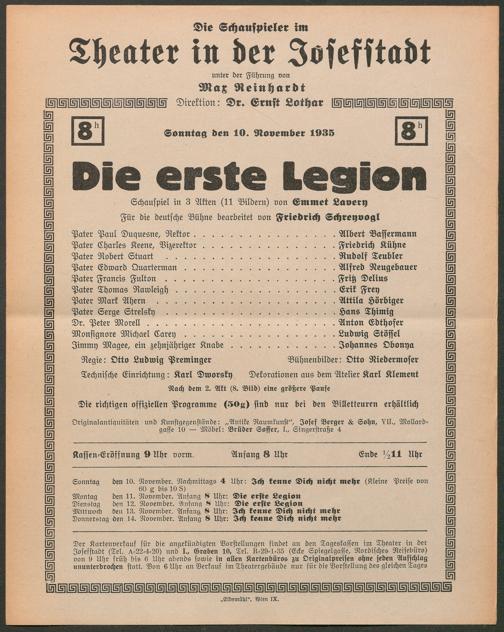 Die Schauspieler im
Theater in der Josefstadt
unter der Führung von
Max Reinhardt
Direktion: Dr. Ernst Lothar
8h Sonntag den 10. November 1935 8h
Die erste Legion
Schauspiel in 3 Akten (11 Bildern) von Emmet Lavery
Für die deutsche Bühne bearbeitet von Friedrich Schreyvogl
Pater Paul Duquesne, Rektor . . . . . . . . . . . . Albert Bassermann
Pater Charles Keene, Vizerektor . . . . . . . . . . . . Friedrich Kühne
Pater Robert Stuart . . . . . . . . . . . . Rudolf Teubler
Pater Edward Quarterman . . . . . . . . . . . . Alfred Neugebauer
Pater Francis Fulton . . . . . . . . . . . . Fritz Delius
Pater Thomas Rawleigh . . . . . . . . . . . . Erik Frey
Pater Mark Ahern . . . . . . . . . . . . Attila Hörbiger
Pater Serge Strelsky . . . . . . . . . . . . Hans Thimig
Dr. Peter Morell . . . . . . . . . . . . Anton Edthofer
Monsignore Michael Carey . . . . . . . . . . . . Ludwig Stössel
Jimmy Magee, ein zehnjähriger Knabe . . . . . . . . . . . . Johannes Obonya
Regie: Otto Ludwig Preminger Bühnenbilder: Otto Niedermoser
Technische Einrichtung: Karl Dworsky Dekorationen aus dem Atelier Karl Klement
Nach dem 2. Akt (8. Bild) eine größere Pause
Die richtigen offiziellen Programme (50g) sind nur bei den Billetteuren erhältlich
Originalantiquitäten und Kunstgegenstände: „Antike Raumkunst“, Josef Berger & Sohn, VII., Mollard-
gasse 10 — Möbel: Brüder Soffer, I., Singerstraße 4
Kassen-Eröffnung 9 Uhr vorm. Anfang 8 Uhr Ende ½11 Uhr
Sonntag den 10. November. Nachmittags 4 Uhr: Ich kenne Dich nicht mehr (Kleine Preise von
60 g bis 10 S)
Montag den 11. November. Anfang 8 Uhr: Die erste Legion
Dienstag den 12. November. Anfang 8 Uhr: Die erste Legion
Mittwoch den 13. November. Anfang 8 Uhr: Ich kenne Dich nicht mehr
Donnerstag den 14. November. Anfang 8 Uhr: Ich kenne Dich nicht mehr
Der Kartenverkauf für die angekündigten Vorstellungen findet an den Tageskassen im Theater in der
Josefstadt (Tel. A-22-4-20) und I., Graben 10, Tel. R-29-1-35 (Ecke Spiegelgasse, Nordisches Reisebüro)
von 9 Uhr früh bis 6 Uhr abends sowie in allen Kartenbüros zu Originalpreisen ohne jeden Aufschlag
ununterbrochen statt. Von 6 Uhr an Verkauf im Theatergebäude nur für die Vorstellung des gleichen Tages
„Elbemühl“, Wien IX.